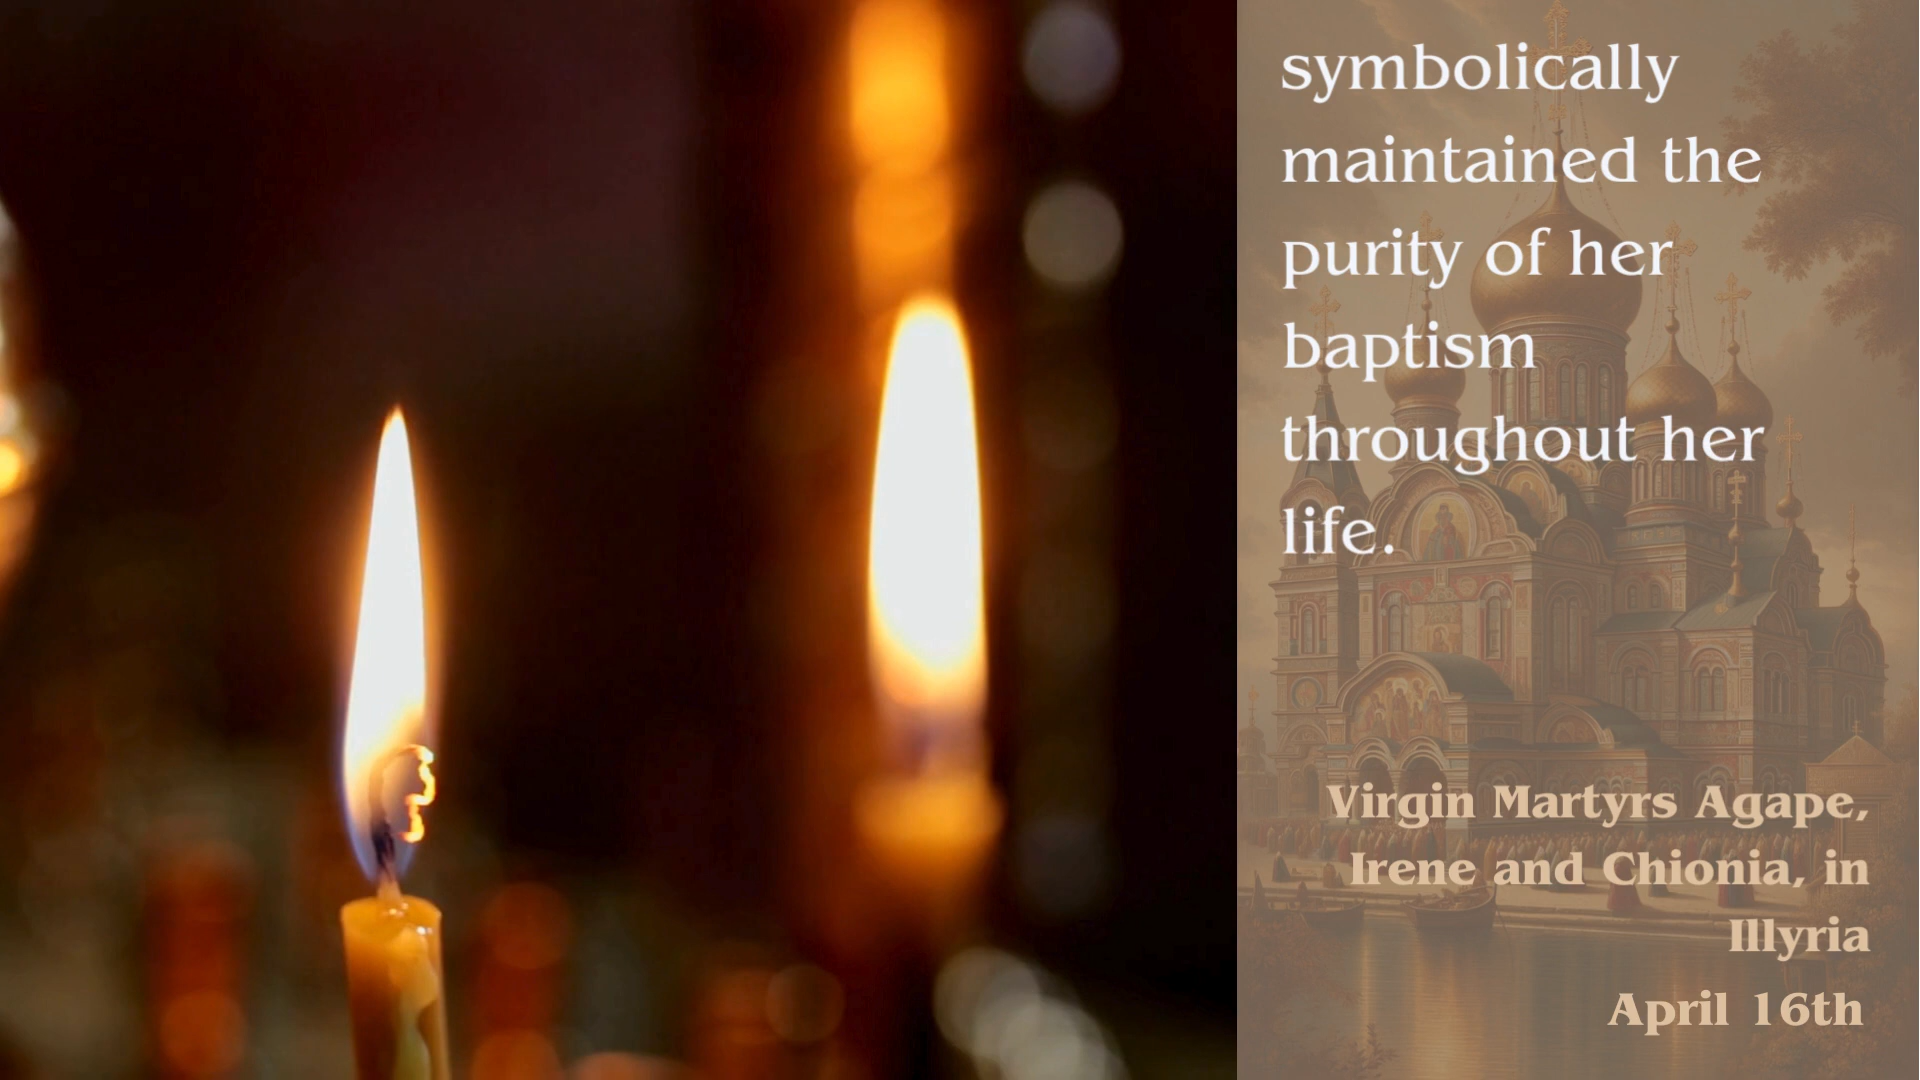 symbolically
maintained the
purity of her
baptism
throughout her
life.
Virgin Martyrs Agape,
Irene and Chionia, in
Illyria
April 16th